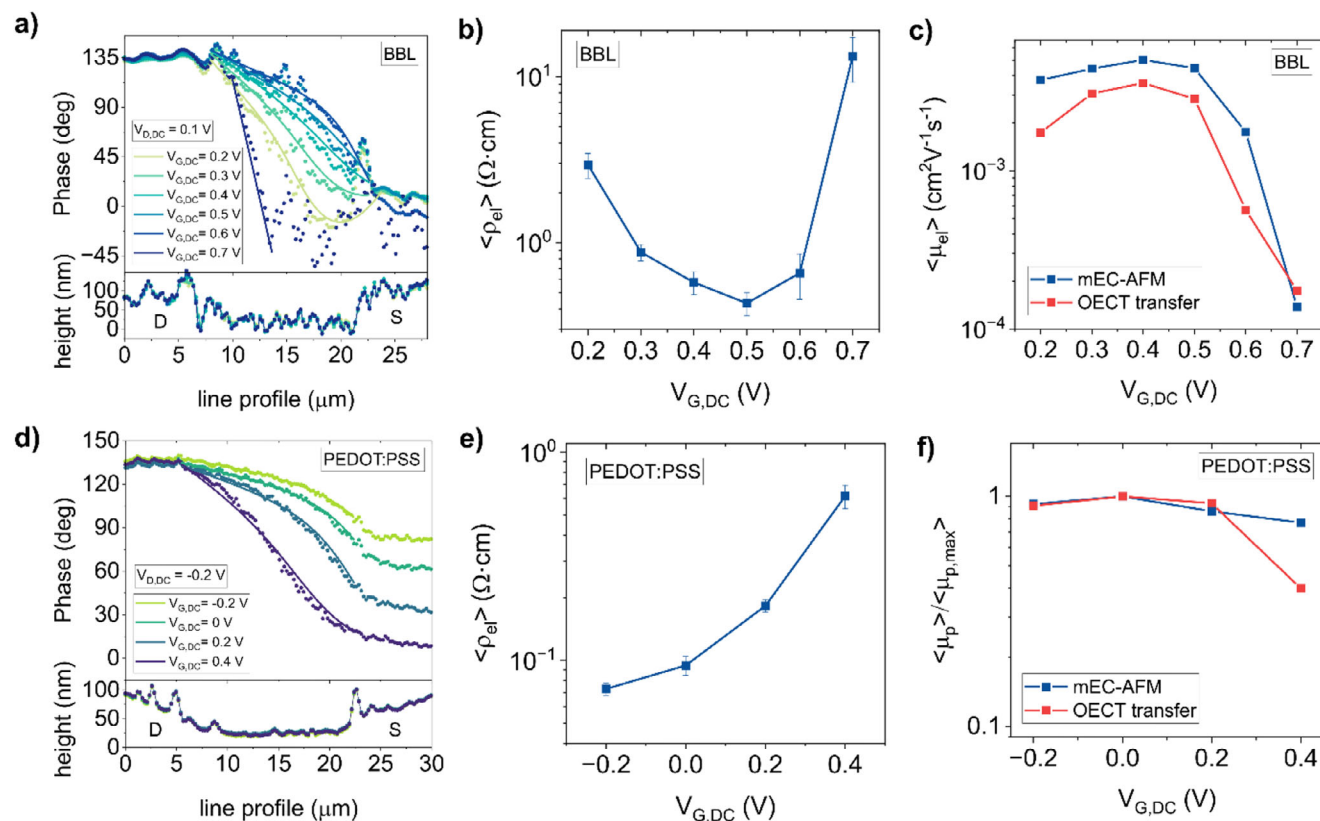 a)
135
90
45
0
-45
Phase (deg)
BBL
V_D,DC = 0.1 V
V_G,DC= 0.2 V
V_G,DC= 0.3 V
V_G,DC= 0.4 V
V_G,DC= 0.5 V
V_G,DC= 0.6 V
V_G,DC= 0.7 V
height (nm)
100
50
0
D
S
0 5 10 15 20 25
line profile (μm)
b)
BBL
<ρ_el> (Ω·cm)
10^1
10^0
0.2 0.3 0.4 0.5 0.6 0.7
V_G,DC (V)
c)
BBL
<μ_el> (cm^2V^-1s^-1)
10^-3
10^-4
mEC-AFM
OECT transfer
0.2 0.3 0.4 0.5 0.6 0.7
V_G,DC (V)
d)
150
120
90
60
30
0
Phase (deg)
PEDOT:PSS
V_D,DC = -0.2 V
V_G,DC= -0.2 V
V_G,DC= 0 V
V_G,DC= 0.2 V
V_G,DC= 0.4 V
height (nm)
100
50
0
D
S
0 5 10 15 20 25 30
line profile (μm)
e)
PEDOT:PSS
<ρ_el> (Ω·cm)
10^0
10^-1
−0.2 0.0 0.2 0.4
V_G,DC (V)
f)
PEDOT:PSS
<μ_p>/<μ_p,max>
1
0.1
mEC-AFM
OECT transfer
−0.2 0.0 0.2 0.4
V_G,DC (V)